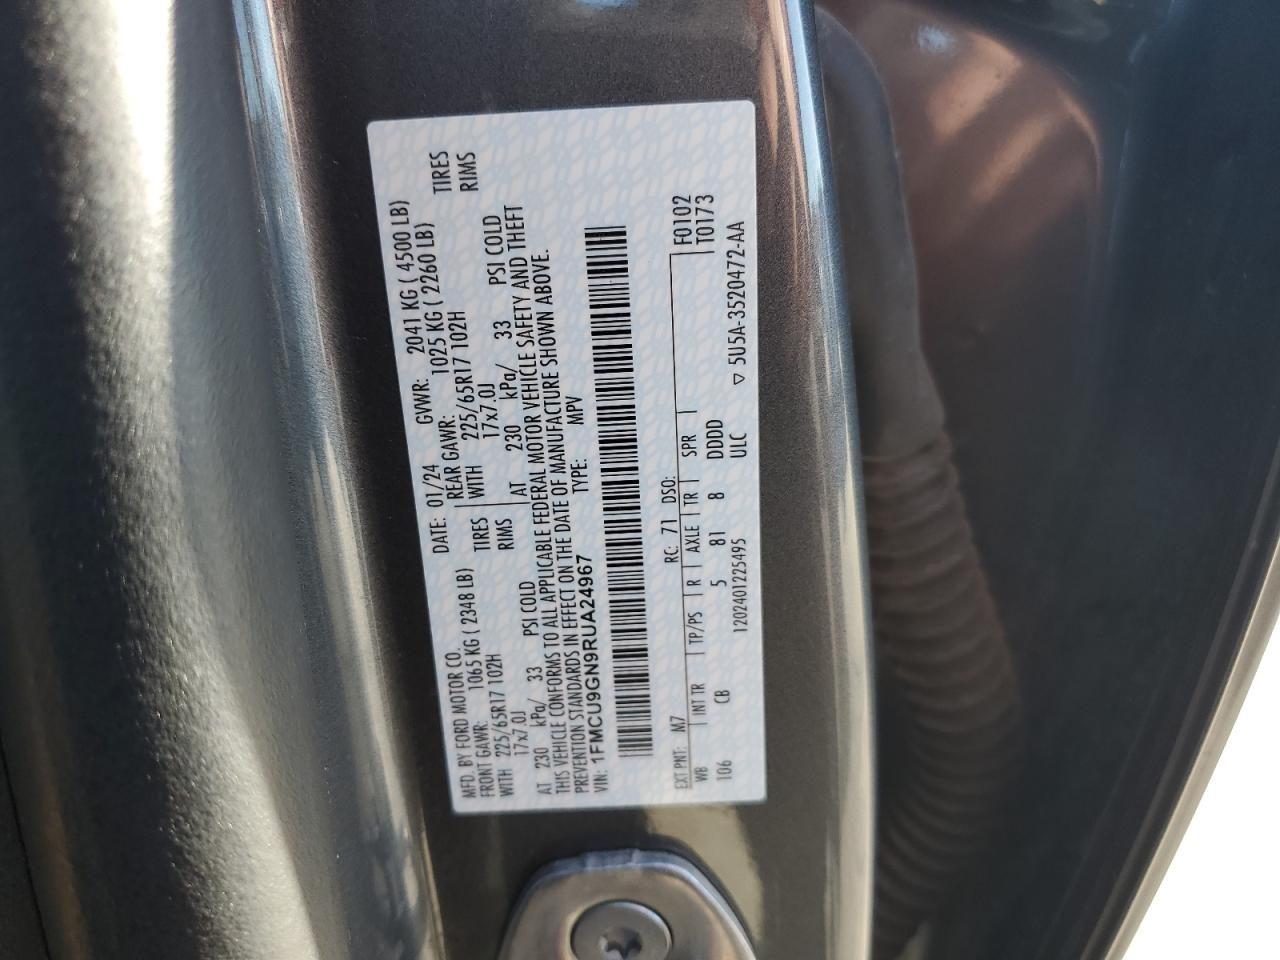 MFD. BY FORD MOTOR CO.
DATE: 01/24 GVWR: 2041 KG ( 4500 LB)
FRONT GAWR: 1065 KG ( 2348 LB) REAR GAWR: 1025 KG ( 2260 LB)
WITH 225/65R17 102H TIRES WITH 225/65R17 102H TIRES
17x7.0J RIMS 17x7.0J RIMS
AT 230 kPa/ 33 PSI COLD AT 230 kPa/ 33 PSI COLD
THIS VEHICLE CONFORMS TO ALL APPLICABLE FEDERAL MOTOR VEHICLE SAFETY AND THEFT
PREVENTION STANDARDS IN EFFECT ON THE DATE OF MANUFACTURE SHOWN ABOVE.
VIN: 1FMCU9GN9RUA24967 TYPE: MPV
EXT PNT: M7 RC: 71 DSO: F0102
WB INT TR TP/PS R AXLE TR SPR T0173
106 CB 5 81 8 DDDD
1202401225495 ULC ▽ 5U5A-3520472-AA